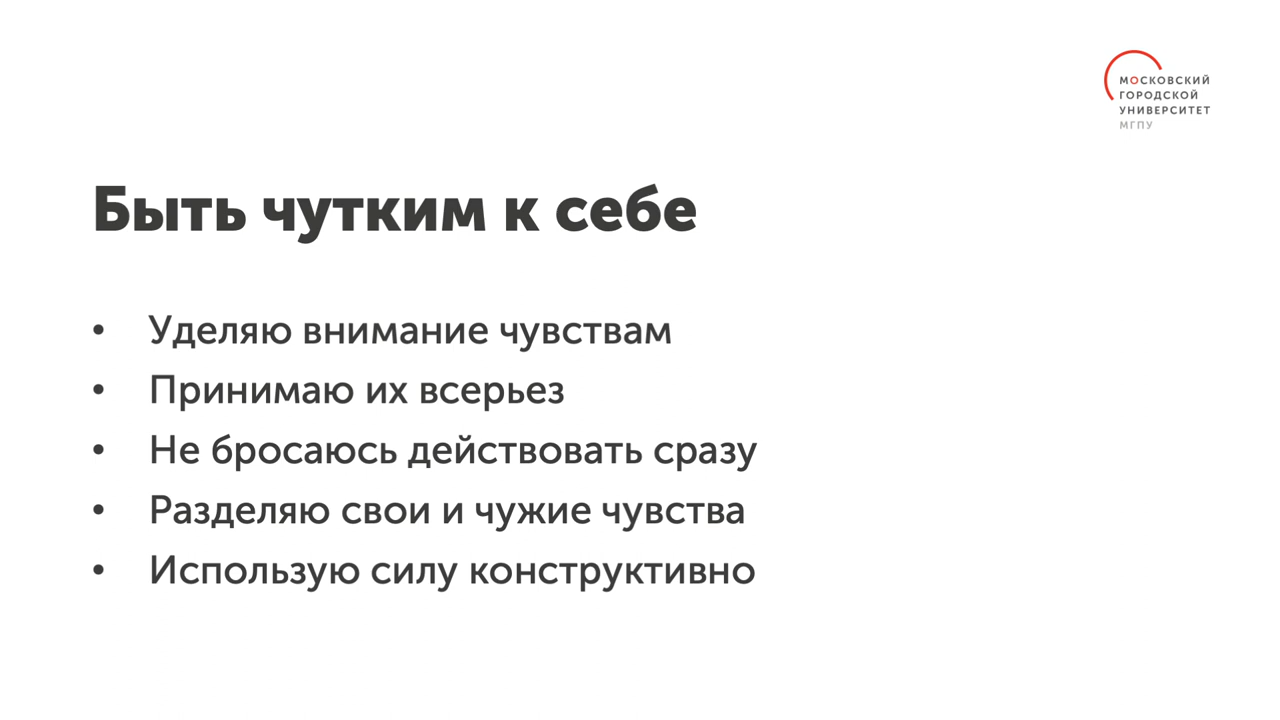 МОСКОВСКИЙ
ГОРОДСКОЙ
УНИВЕРСИТЕТ
МГПУ
Быть чутким к себе
• Уделяю внимание чувствам
• Принимаю их всерьез
• Не бросаюсь действовать сразу
• Разделяю свои и чужие чувства
• Использую силу конструктивно